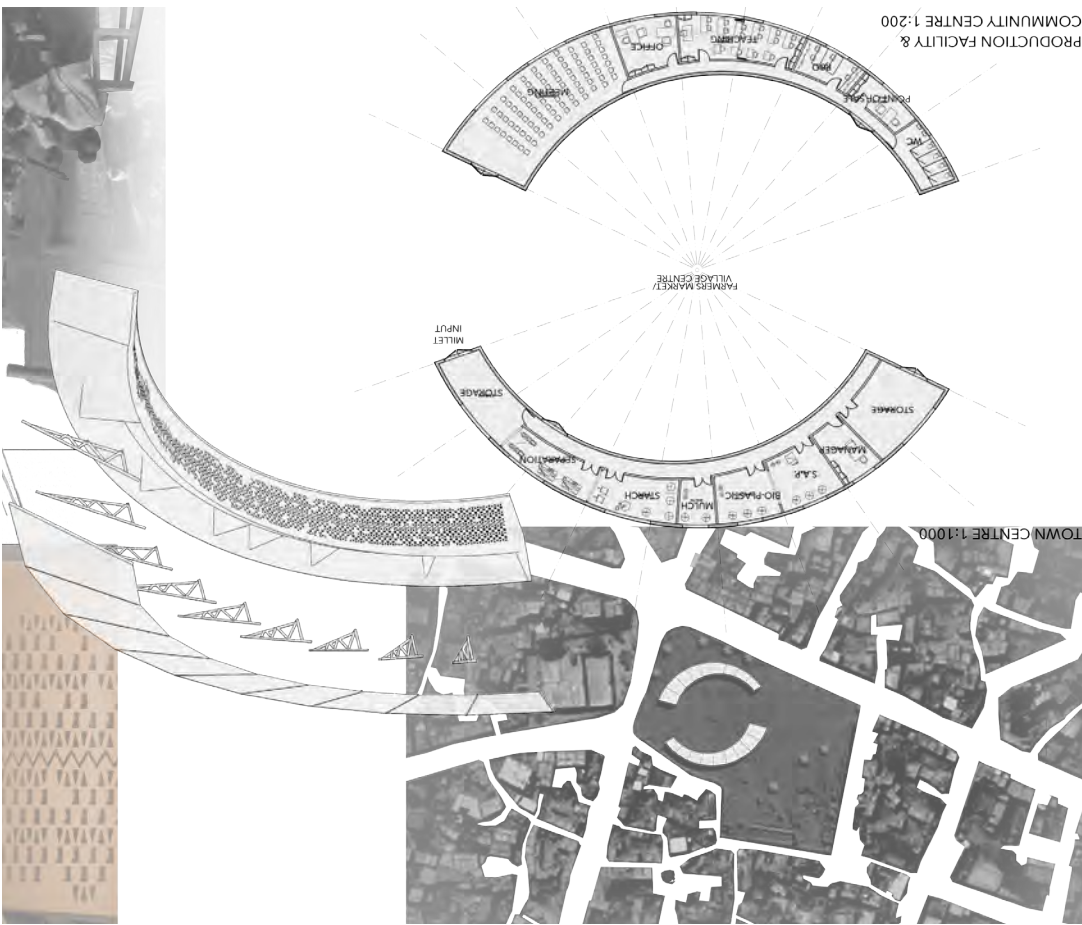 TOWN CENTRE 1:1000
STORAGE
MANAGER
S.A.P.
BIO-PLASTIC
MULCH
STARCH
SEPARATION
STORAGE
MILLET
INPUT
FARMERS MARKET/
VILLAGE CENTRE
WC
POINT OF SALE
R&D
TEACHING
OFFICE
MEETING
PRODUCTION FACILITY &
COMMUNITY CENTRE 1:200